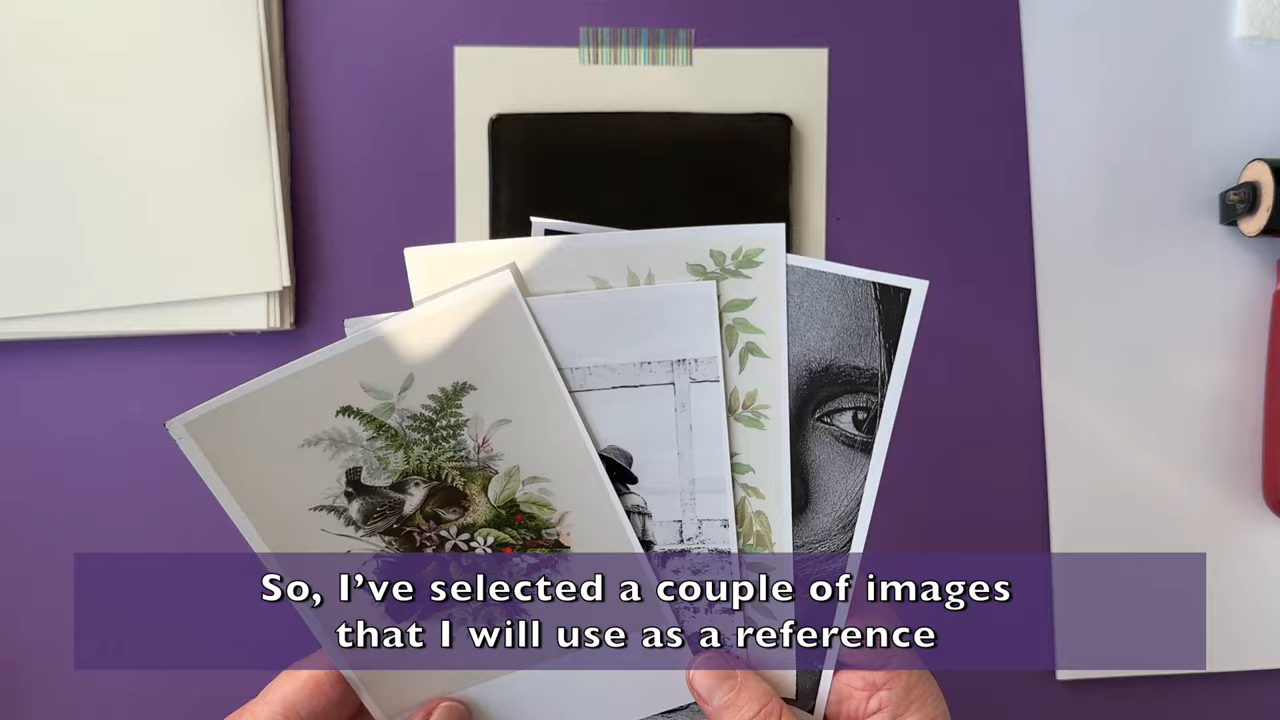 So, I’ve selected a couple of images
that I will use as a reference